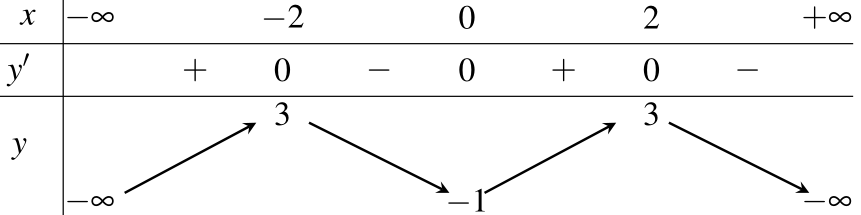 x −∞ −2 0 2 +∞
y′ + 0 − 0 + 0 −
3 3
y
−∞ −1 −∞